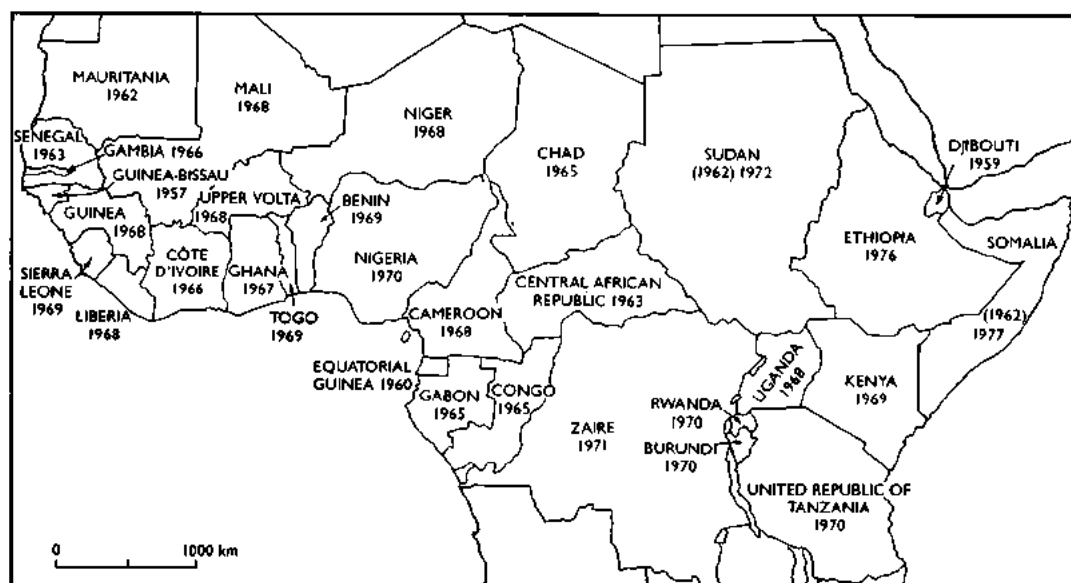 MAURITANIA
1962
MALI
1968
NIGER
1968
CHAD
1965
SUDAN
(1962) 1972
DJIBOUTI
1959
SENEGAL
1963
GAMBIA 1966
GUINEA-BISSAU
1957
UPPER VOLTA
1968
BENIN
1969
GUINEA
1968
CÔTE
D'IVOIRE
1966
GHANA
1967
NIGERIA
1970
ETHIOPIA
1976
SOMALIA
(1962)
1977
SIERRA
LEONE
1969
LIBERIA
1968
TOGO
1969
CAMEROON
1968
CENTRAL AFRICAN
REPUBLIC 1963
EQUATORIAL
GUINEA 1960
GABON
1965
CONGO
1965
ZAIRE
1971
UGANDA
1968
KENYA
1969
RWANDA
1970
BURUNDI
1970
UNITED REPUBLIC OF
TANZANIA
1970
0 1000 km